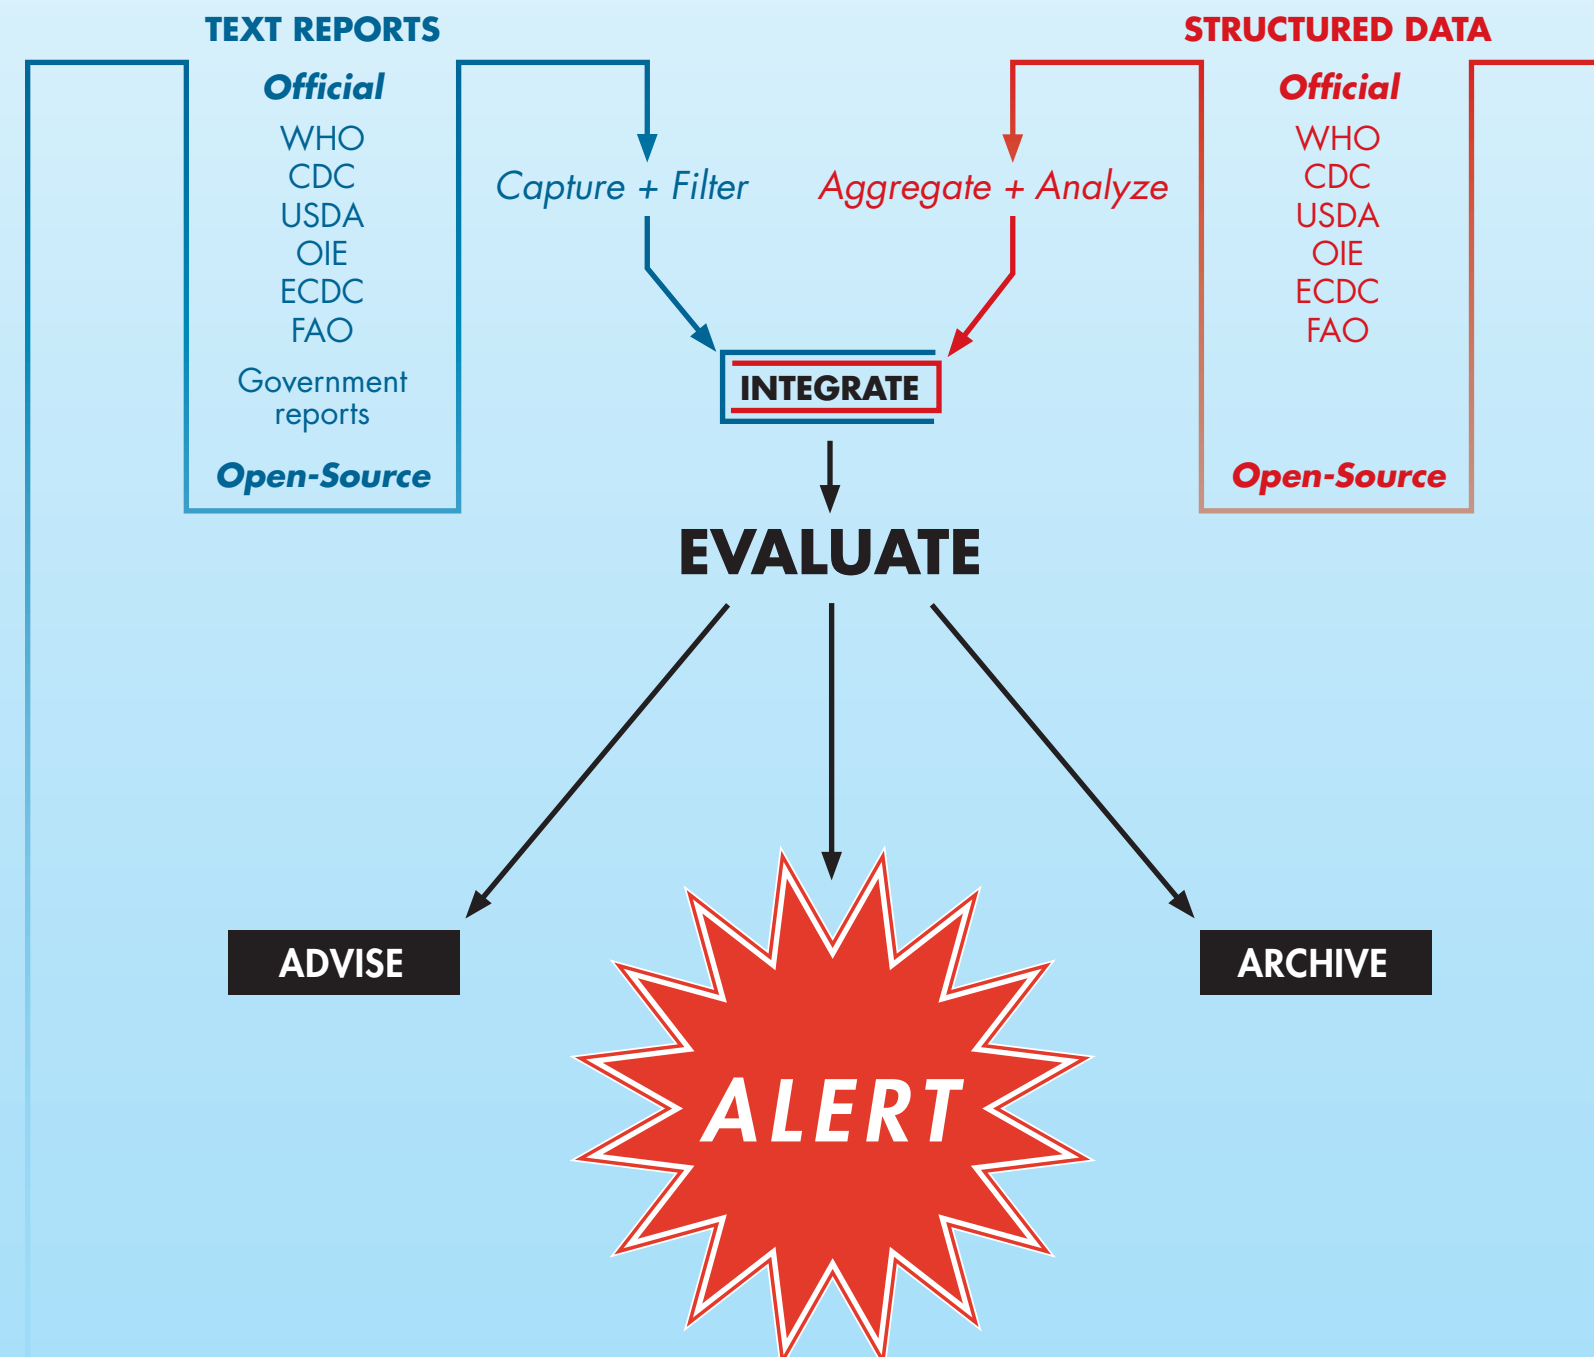 TEXT REPORTS
Official
WHO
CDC
USDA
OIE
ECDC
FAO
Government
reports
Open-Source
Capture + Filter
STRUCTURED DATA
Official
WHO
CDC
USDA
OIE
ECDC
FAO
Open-Source
Aggregate + Analyze
INTEGRATE
EVALUATE
ADVISE
ALERT
ARCHIVE